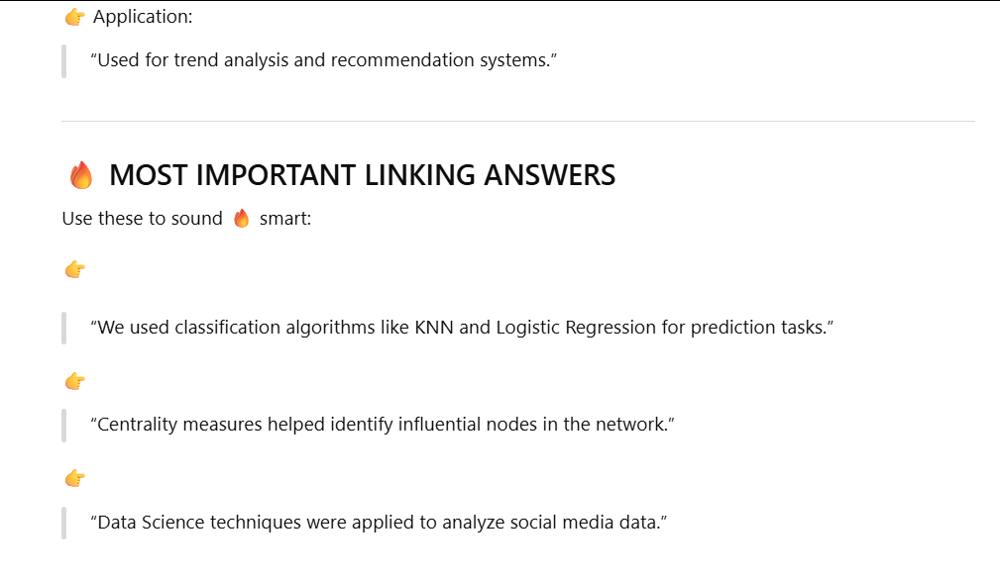 👉 Application:
“Used for trend analysis and recommendation systems.”
🔥 MOST IMPORTANT LINKING ANSWERS
Use these to sound 🔥 smart:
👉
“We used classification algorithms like KNN and Logistic Regression for prediction tasks.”
👉
“Centrality measures helped identify influential nodes in the network.”
👉
“Data Science techniques were applied to analyze social media data.”